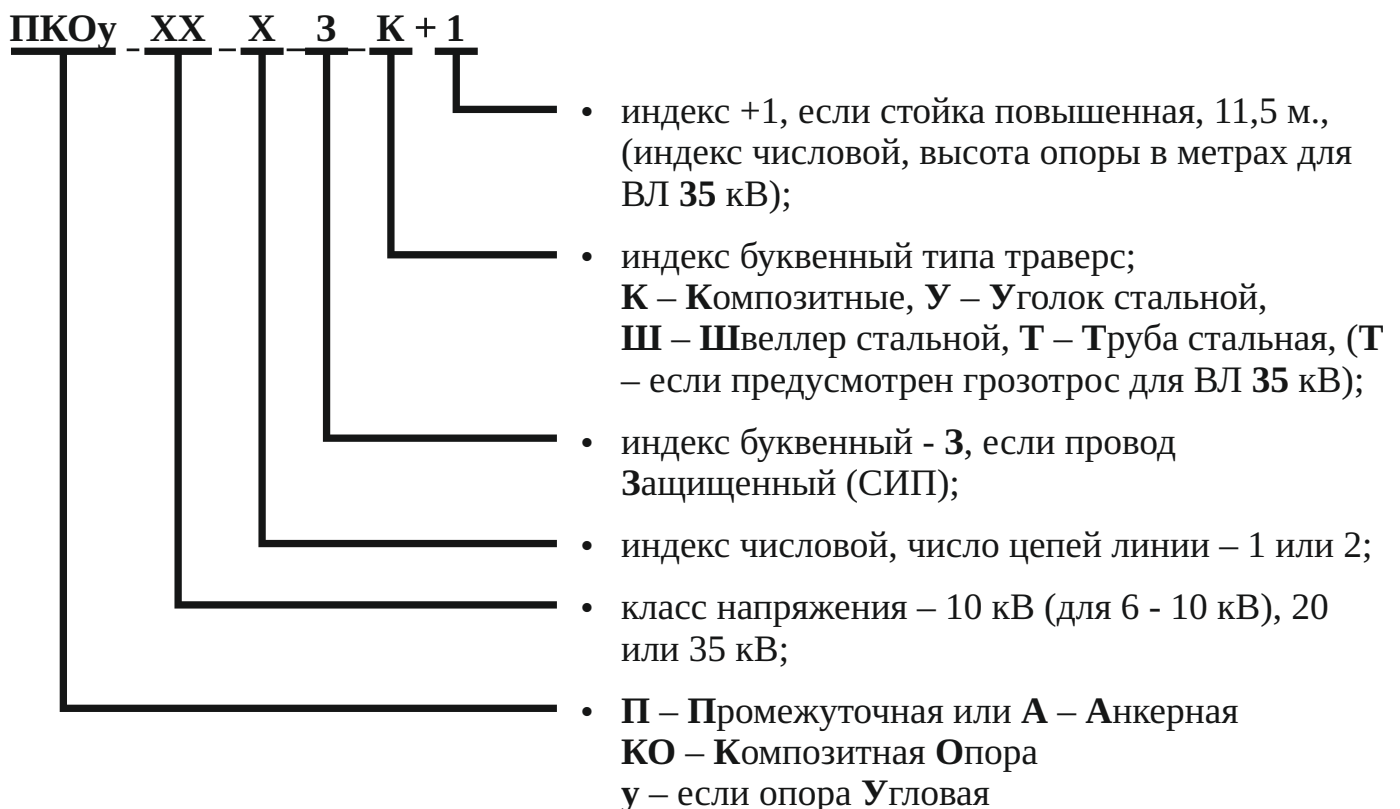 ПКОу - ХХ - Х - З - К + 1
• индекс +1, если стойка повышенная, 11,5 м.,
(индекс числовой, высота опоры в метрах для
ВЛ 35 кВ);
• индекс буквенный типа траверс;
К – Композитные, У – Уголок стальной,
Ш – Швеллер стальной, Т – Труба стальная, (Т
– если предусмотрен грозотрос для ВЛ 35 кВ);
• индекс буквенный - З, если провод
Защищенный (СИП);
• индекс числовой, число цепей линии – 1 или 2;
• класс напряжения – 10 кВ (для 6 - 10 кВ), 20
или 35 кВ;
• П – Промежуточная или А – Анкерная
КО – Композитная Опора
у – если опора Угловая